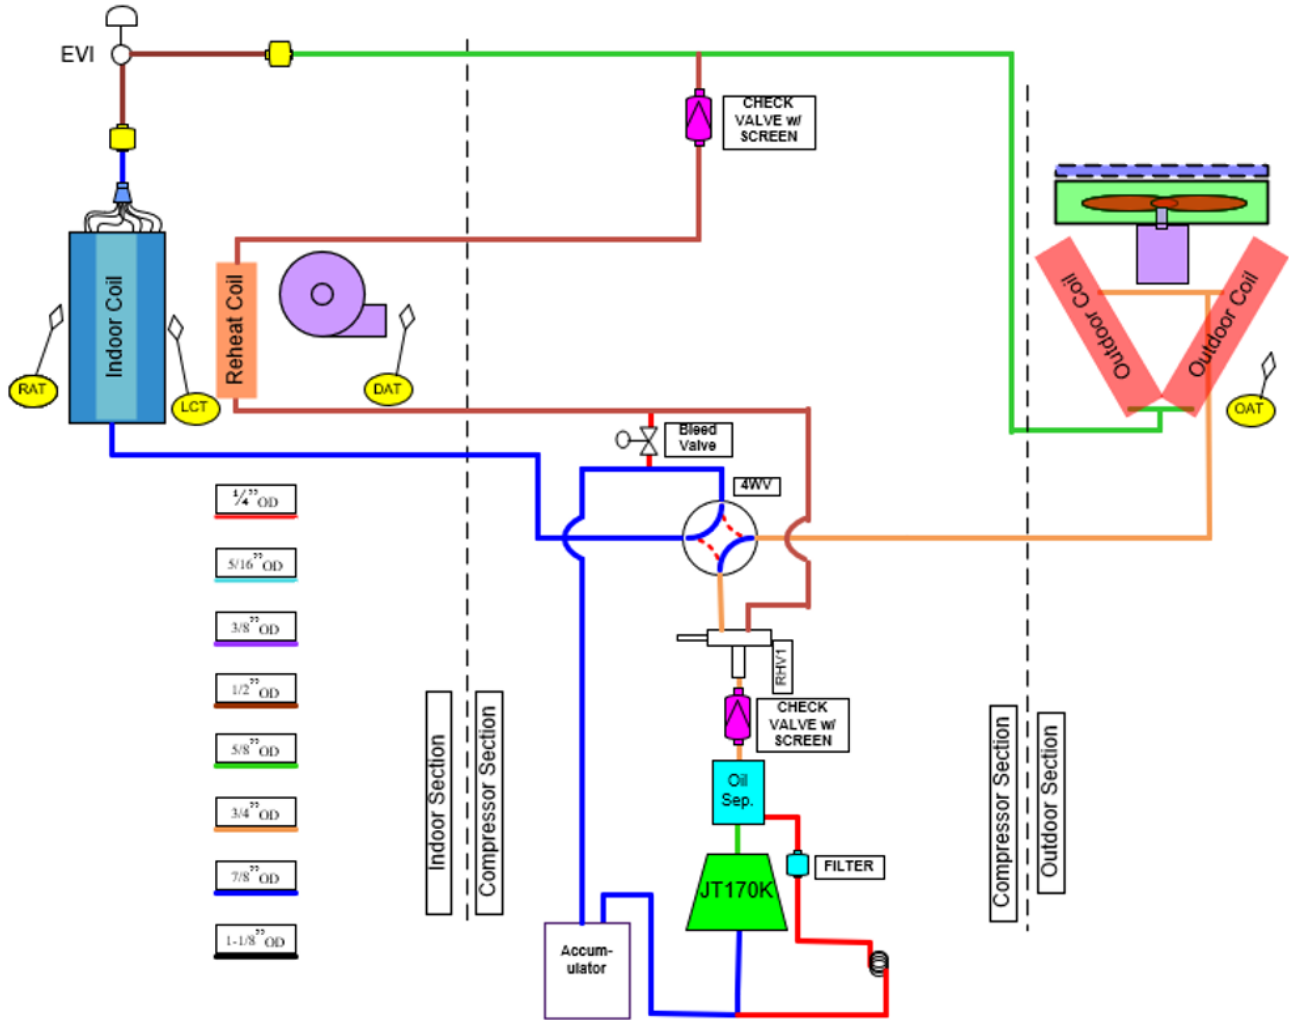 EVI
CHECK
VALVE w/
SCREEN
Indoor Coil
Reheat Coil
Outdoor Coil
Outdoor Coil
RAT
LCT
DAT
OAT
Bleed
Valve
4WV
1/4”OD
5/16”OD
3/8”OD
1/2”OD
5/8”OD
3/4”OD
7/8”OD
1-1/8”OD
RHV1
CHECK
VALVE w/
SCREEN
Indoor Section
Compressor Section
Compressor Section
Outdoor Section
Oil
Sep.
FILTER
JT170K
Accum-
ulator